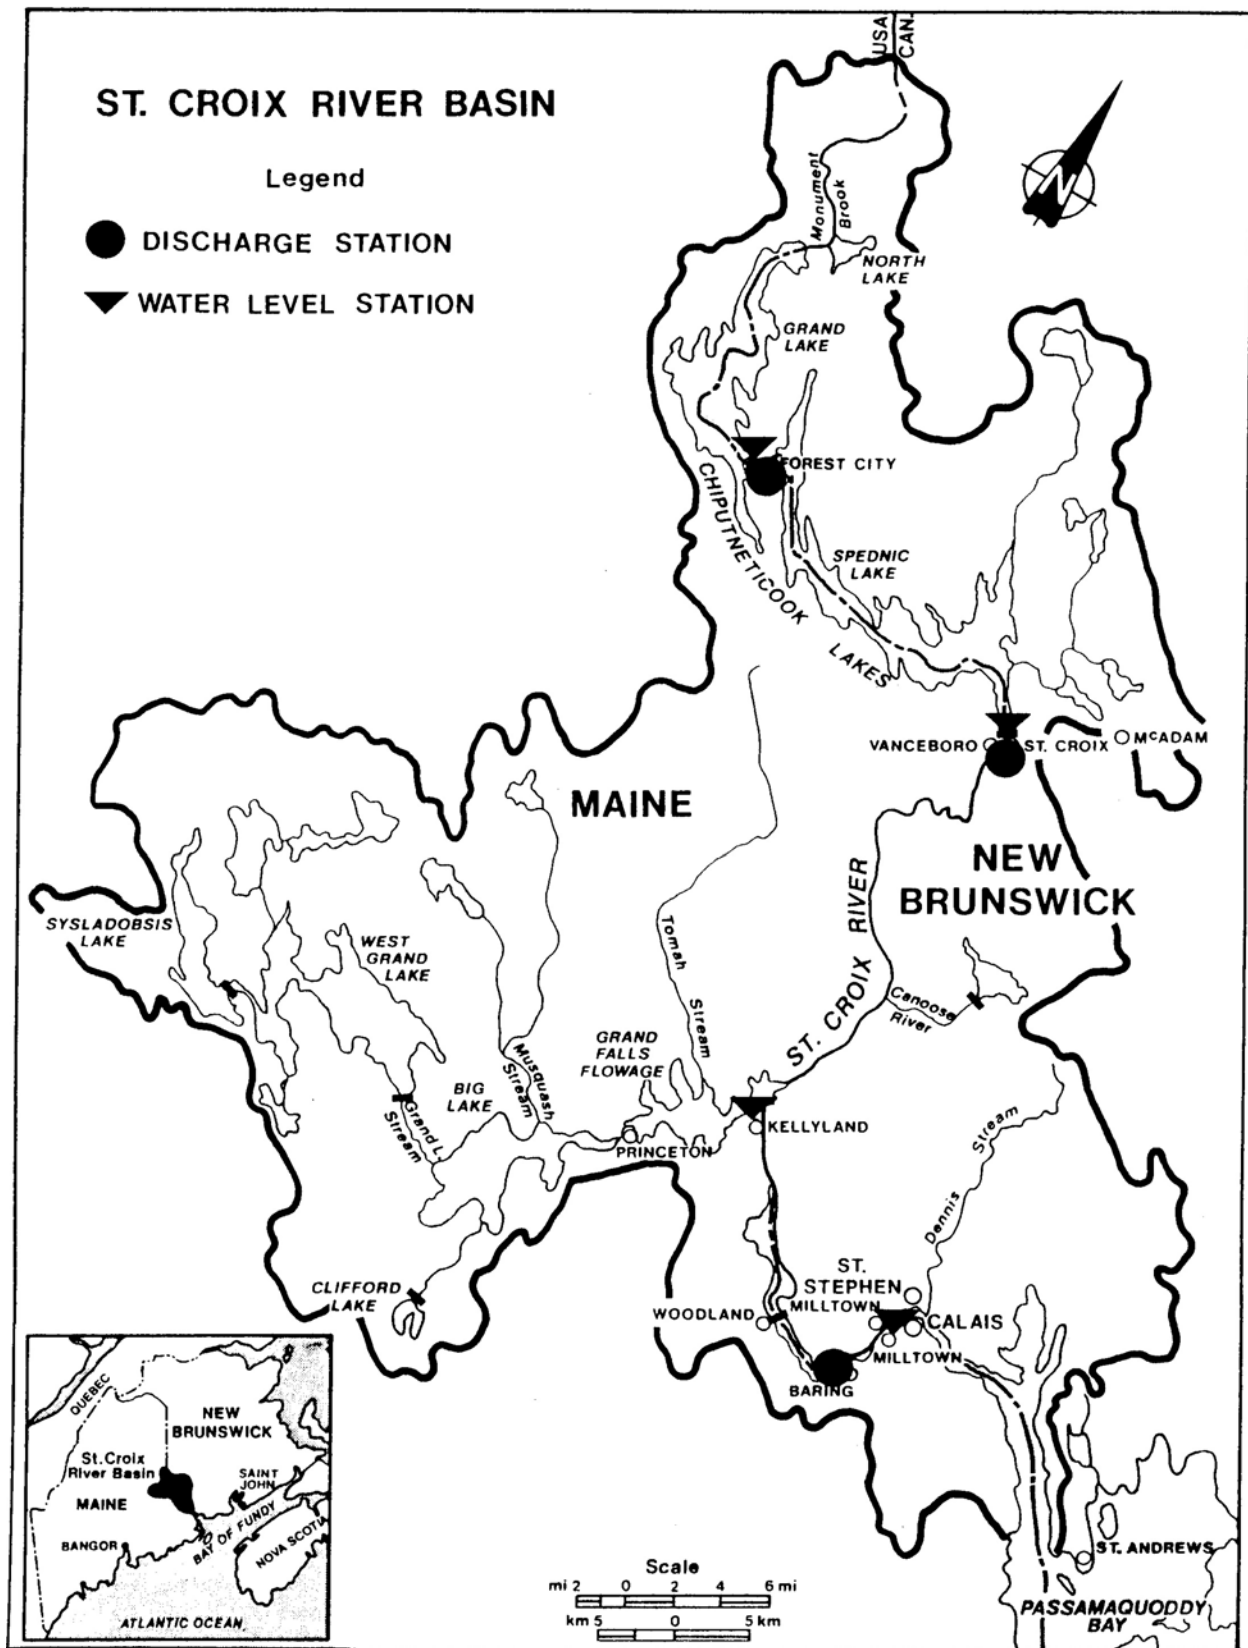 USA
CAN.
ST. CROIX RIVER BASIN
Legend
DISCHARGE STATION
WATER LEVEL STATION
N
Monument
Brook
NORTH
LAKE
GRAND
LAKE
FOREST CITY
CHIPUTNETICOOK
LAKES
SPEDNIC
LAKE
VANCEBORO
ST. CROIX
McADAM
MAINE
NEW
BRUNSWICK
ST. CROIX RIVER
SYSLADOBSIS
LAKE
WEST
GRAND
LAKE
Tomah
Stream
Canoose
River
GRAND
FALLS
FLOWAGE
Musquash
Stream
BIG
LAKE
Grand L.
Stream
PRINCETON
KELLYLAND
Dennis
Stream
CLIFFORD
LAKE
WOODLAND
ST.
STEPHEN
MILLTOWN
CALAIS
MILLTOWN
BARING
ST. ANDREWS
PASSAMAQUODDY
BAY
QUEBEC
NEW
BRUNSWICK
St. Croix
River Basin
SAINT
JOHN
MAINE
BAY OF FUNDY
NOVA SCOTIA
BANGOR
ATLANTIC OCEAN
Scale
mi 2 0 2 4 6 mi
km 5 0 5 km